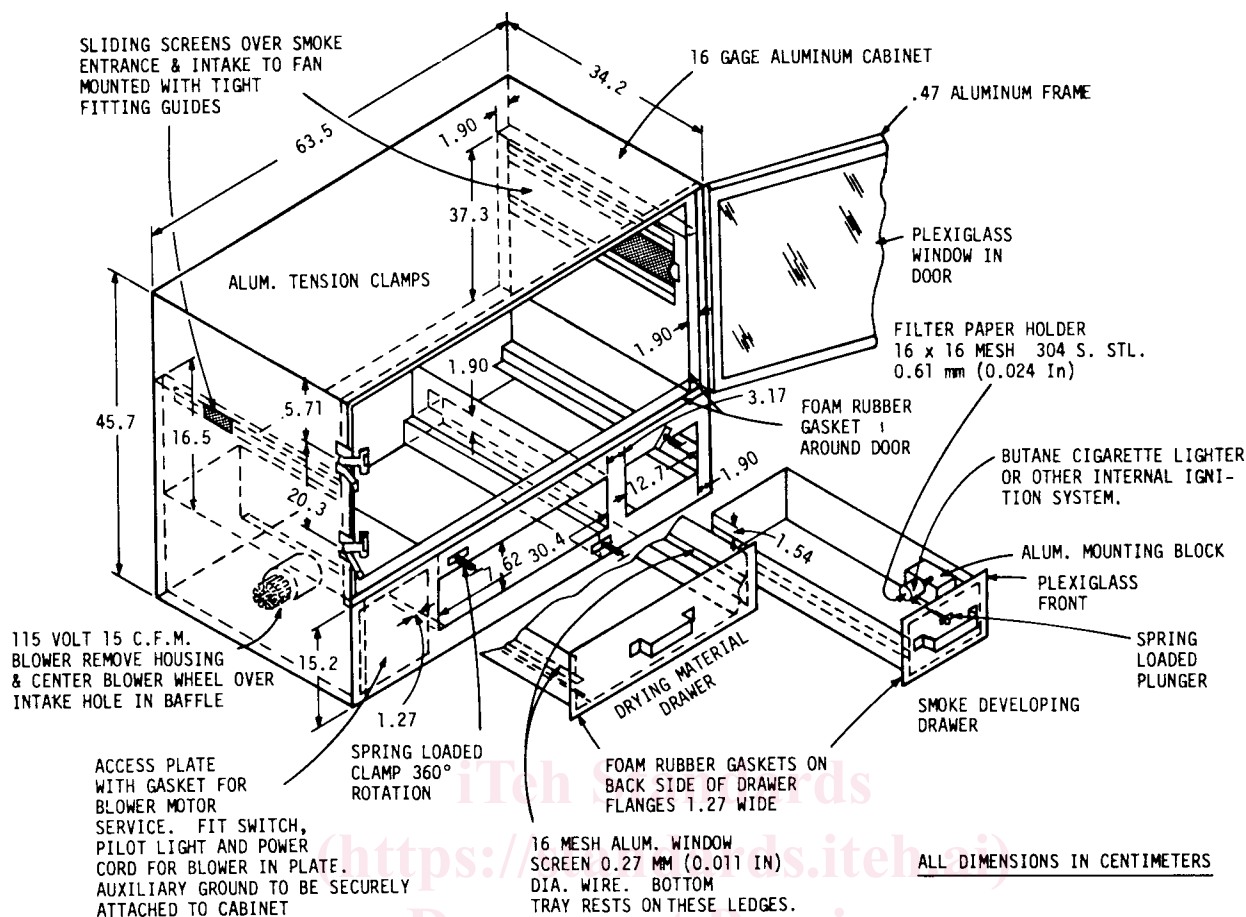 SLIDING SCREENS OVER SMOKE
ENTRANCE & INTAKE TO FAN
MOUNTED WITH TIGHT
FITTING GUIDES
16 GAGE ALUMINUM CABINET
34.2
.47 ALUMINUM FRAME
63.5
1.90
37.3
PLEXIGLASS
WINDOW IN
DOOR
ALUM. TENSION CLAMPS
FILTER PAPER HOLDER
16 x 16 MESH 304 S. STL.
0.61 mm (0.024 In)
1.90
1.90
45.7
5.71
16.5
20.3
3.17
FOAM RUBBER
GASKET
AROUND DOOR
BUTANE CIGARETTE LIGHTER
OR OTHER INTERNAL IGNI-
TION SYSTEM.
12.7
1.90
1.54
62
30.4
ALUM. MOUNTING BLOCK
PLEXIGLASS
FRONT
115 VOLT 15 C.F.M.
BLOWER REMOVE HOUSING
& CENTER BLOWER WHEEL OVER
INTAKE HOLE IN BAFFLE
15.2
1.27
SPRING
LOADED
PLUNGER
DRYING MATERIAL
DRAWER
SMOKE DEVELOPING
DRAWER
SPRING LOADED
CLAMP 360°
ROTATION
FOAM RUBBER GASKETS ON
BACK SIDE OF DRAWER
FLANGES 1.27 WIDE
ACCESS PLATE
WITH GASKET FOR
BLOWER MOTOR
SERVICE. FIT SWITCH,
PILOT LIGHT AND POWER
CORD FOR BLOWER IN PLATE.
AUXILIARY GROUND TO BE SECURELY
ATTACHED TO CABINET
16 MESH ALUM. WINDOW
SCREEN 0.27 MM (0.011 IN)
DIA. WIRE. BOTTOM
TRAY RESTS ON THESE LEDGES.
ALL DIMENSIONS IN CENTIMETERS
iTeh Standards
(https://standards.iteh.ai)